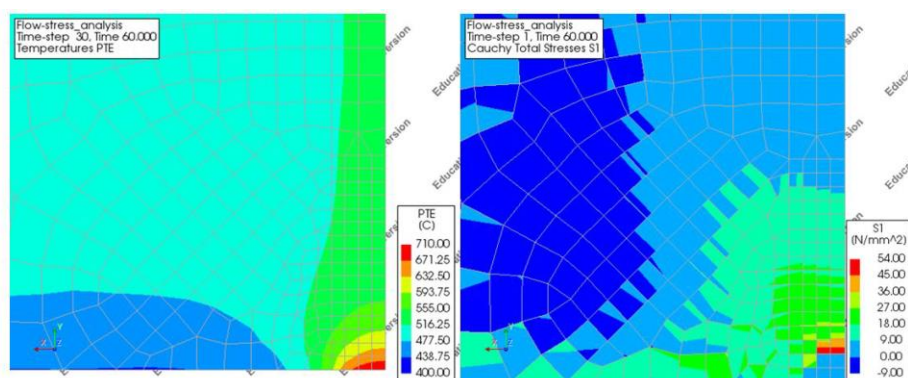 Flow-stress_analysis
Time-step 30, Time 60.000
Temperatures PTE
PTE
(C)
710.00
671.25
632.50
593.75
555.00
516.25
477.50
438.75
400.00
X Y Z
Flow-stress_analysis
Time-step 1, Time 60.000
Cauchy Total Stresses S1
S1
(N/mm^2)
54.00
45.00
36.00
27.00
18.00
9.00
0.00
-9.00
X Y Z